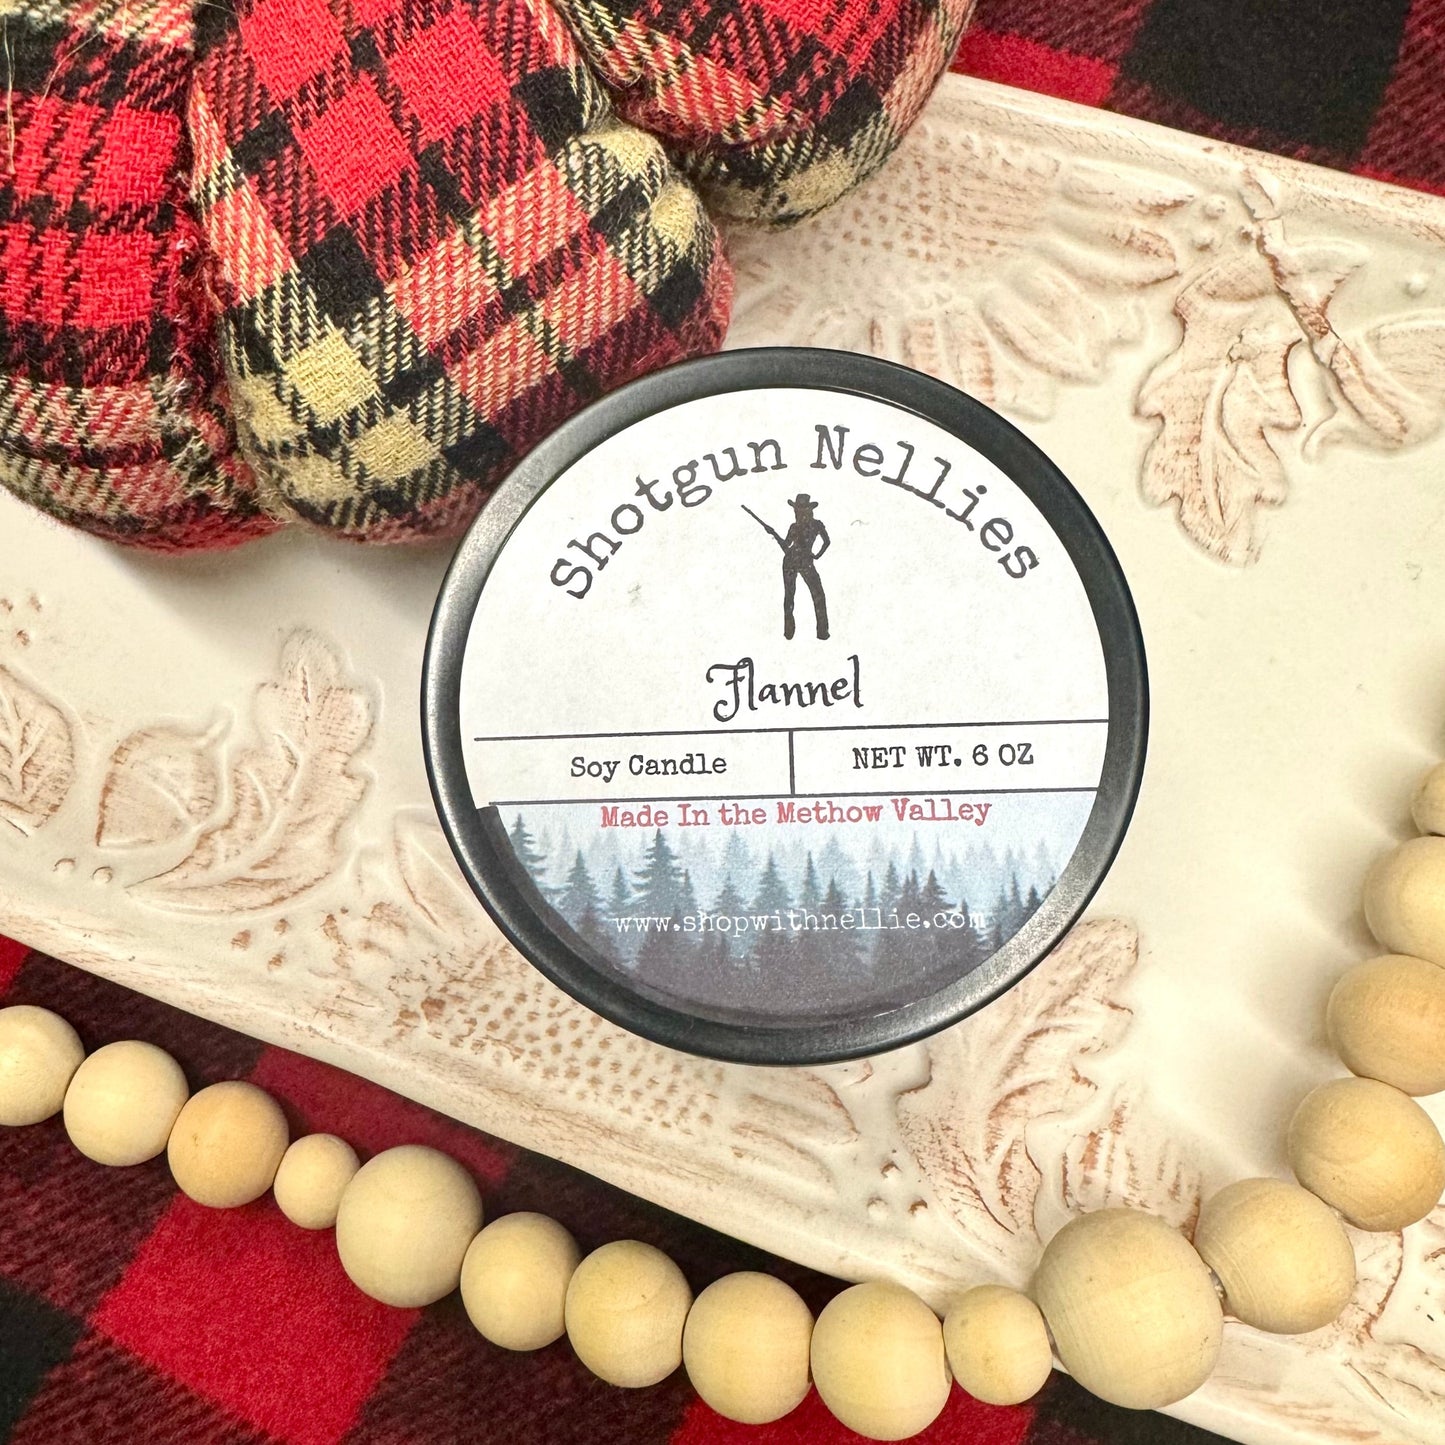 Shotgun Nellies
Flannel
Soy Candle
NET WT. 6 OZ
Made In the Methow Valley
www.shopwithnellie.com